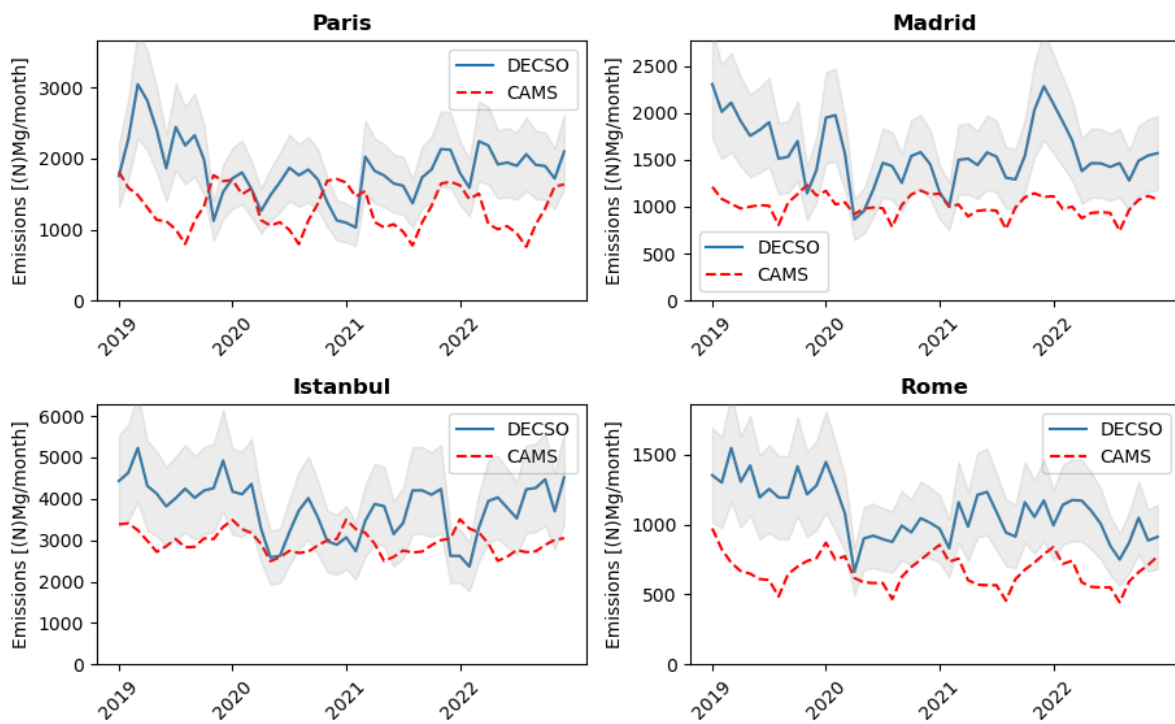 Paris
Emissions [(N)Mg/month]
3000
2000
1000
0
2019
2020
2021
2022
DECSO
CAMS
Madrid
Emissions [(N)Mg/month]
2500
2000
1500
1000
500
0
2019
2020
2021
2022
DECSO
CAMS
Istanbul
Emissions [(N)Mg/month]
6000
5000
4000
3000
2000
1000
0
2019
2020
2021
2022
DECSO
CAMS
Rome
Emissions [(N)Mg/month]
1500
1000
500
0
2019
2020
2021
2022
DECSO
CAMS